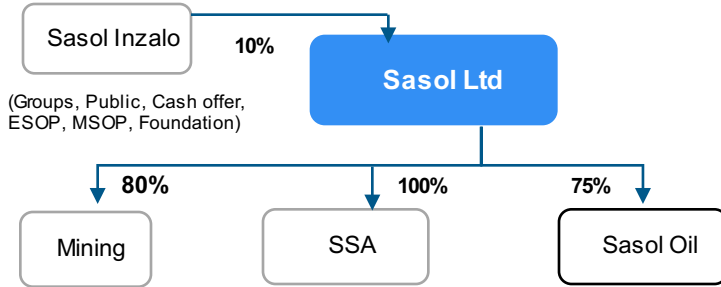 Sasol Inzalo
10%
Sasol Ltd
(Groups, Public, Cash offer,
ESOP, MSOP, Foundation)
80%
100%
75%
Mining
SSA
Sasol Oil